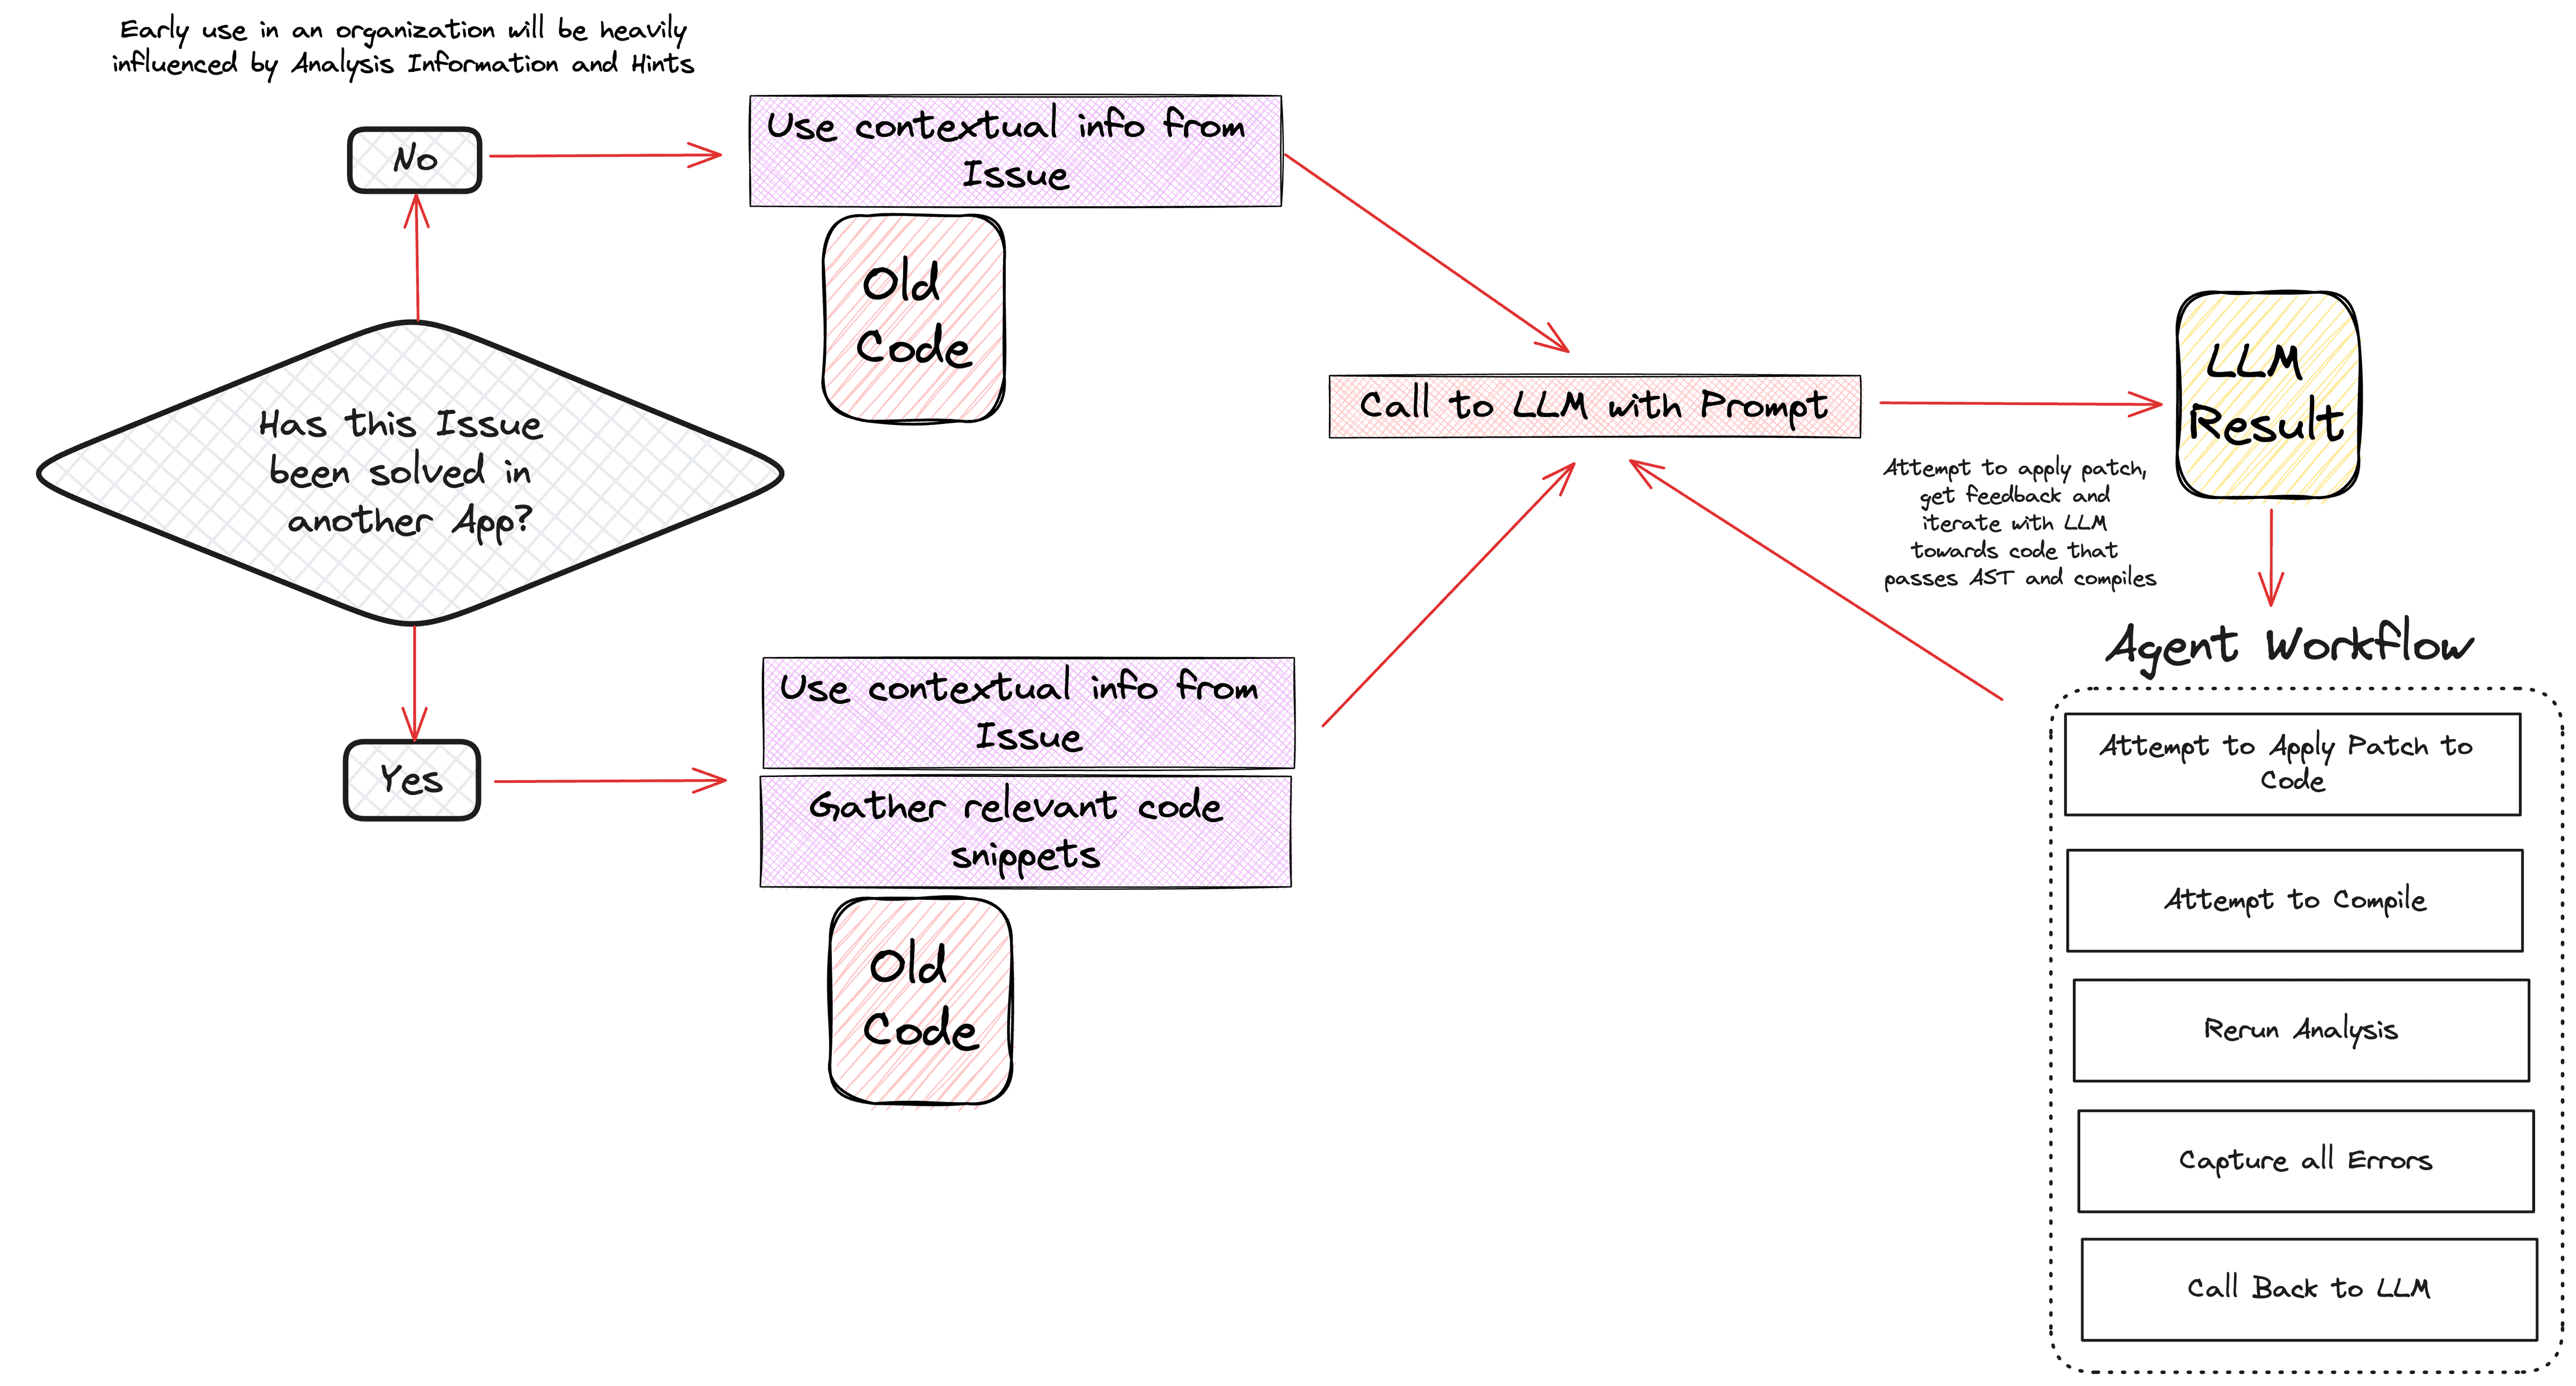 Early use in an organization will be heavily
influenced by Analysis Information and Hints
No
Use contextual info from
Issue
Old
Code
Has this Issue
been solved in
another App?
Call to LLM with Prompt
LLM
Result
Attempt to apply patch,
get feedback and
iterate with LLM
towards code that
passes AST and compiles
Yes
Use contextual info from
Issue
Gather relevant code
snippets
Old
Code
Agent Workflow
Attempt to Apply Patch to
Code
Attempt to Compile
Rerun Analysis
Capture all Errors
Call Back to LLM